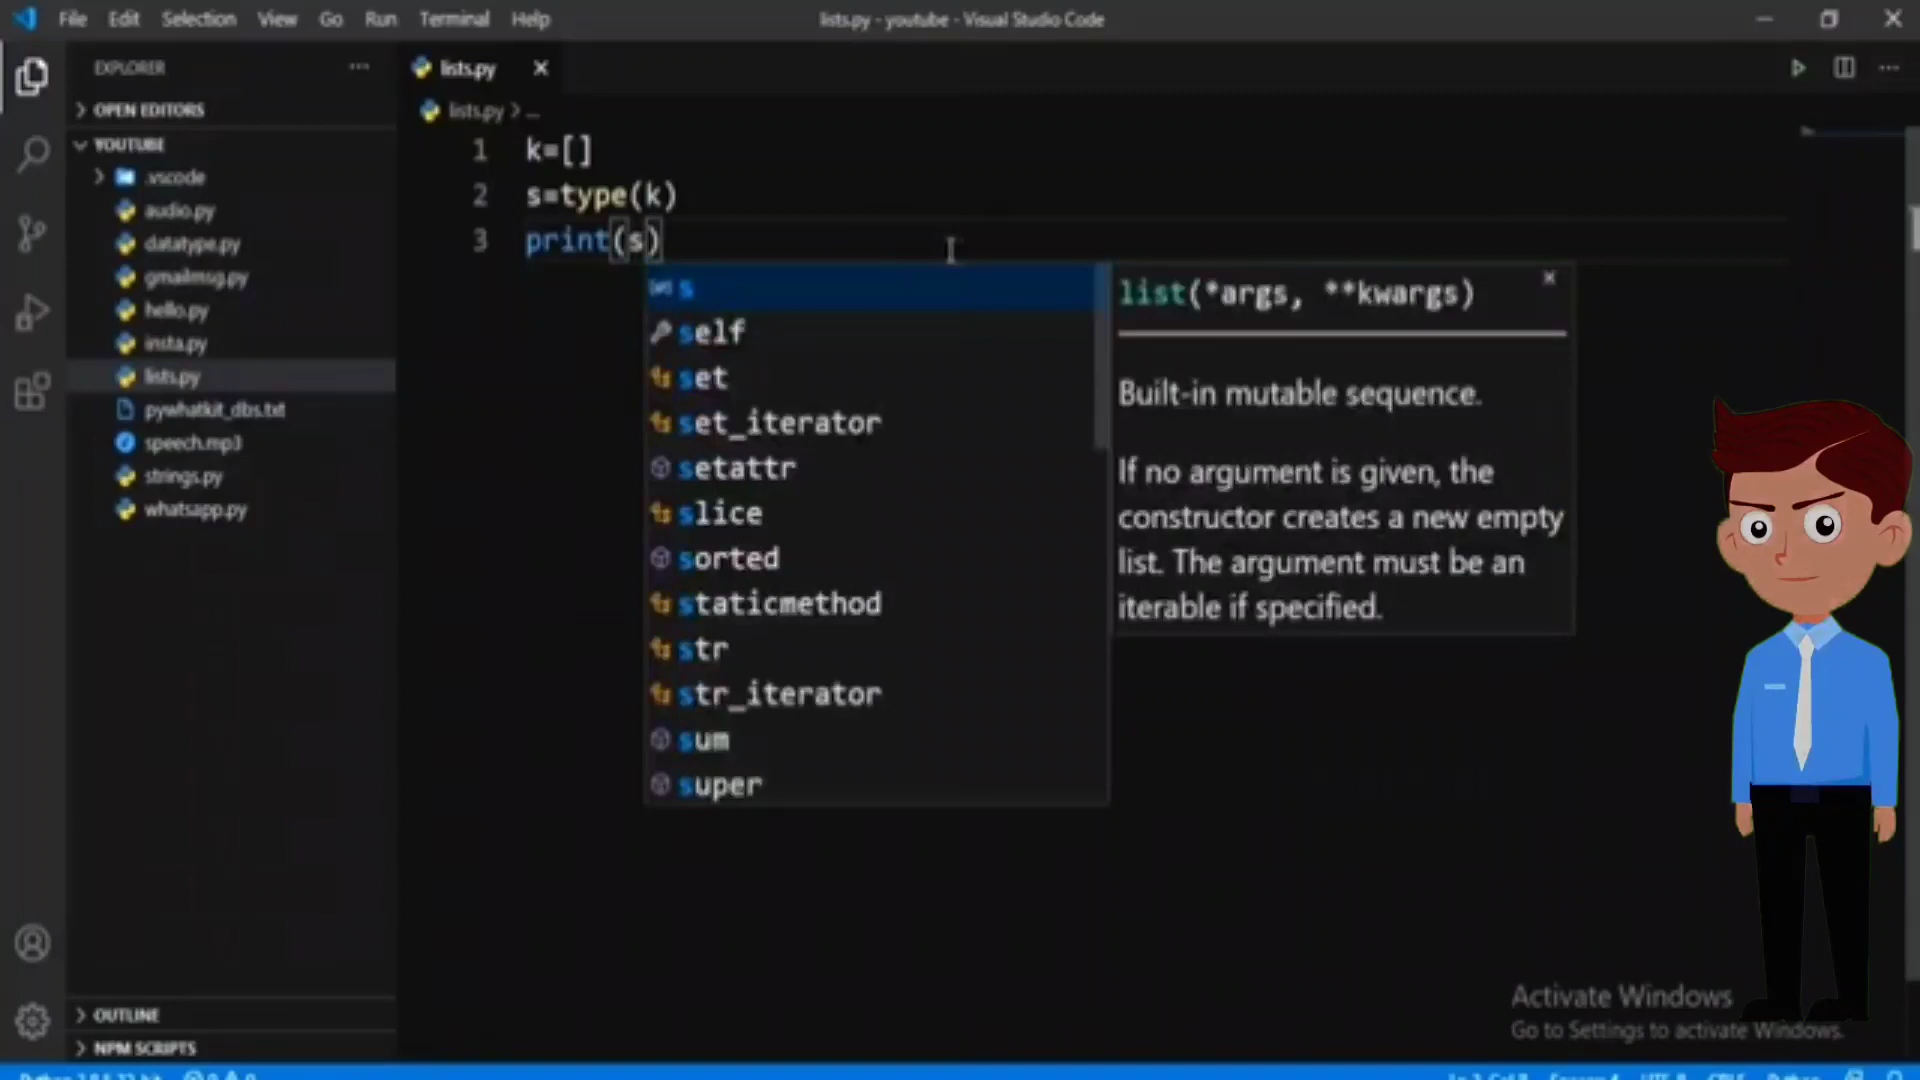 File Edit Selection View Go Run Terminal Help
lists.py - youtube - Visual Studio Code
EXPLORER
OPEN EDITORS
YOUTUBE
.vscode
audio.py
datatype.py
gmailmsg.py
hello.py
insta.py
lists.py
pywhatkit_dbs.txt
speech.mp3
strings.py
whatsapp.py
OUTLINE
NPM SCRIPTS
lists.py
lists.py > ...
1 k=[]
2 s=type(k)
3 print(s)
s
self
set
set_iterator
setattr
slice
sorted
staticmethod
str
str_iterator
sum
super
list(*args, **kwargs)
Built-in mutable sequence.
If no argument is given, the
constructor creates a new empty
list. The argument must be an
iterable if specified.
Activate Windows
Go to Settings to activate Windows.